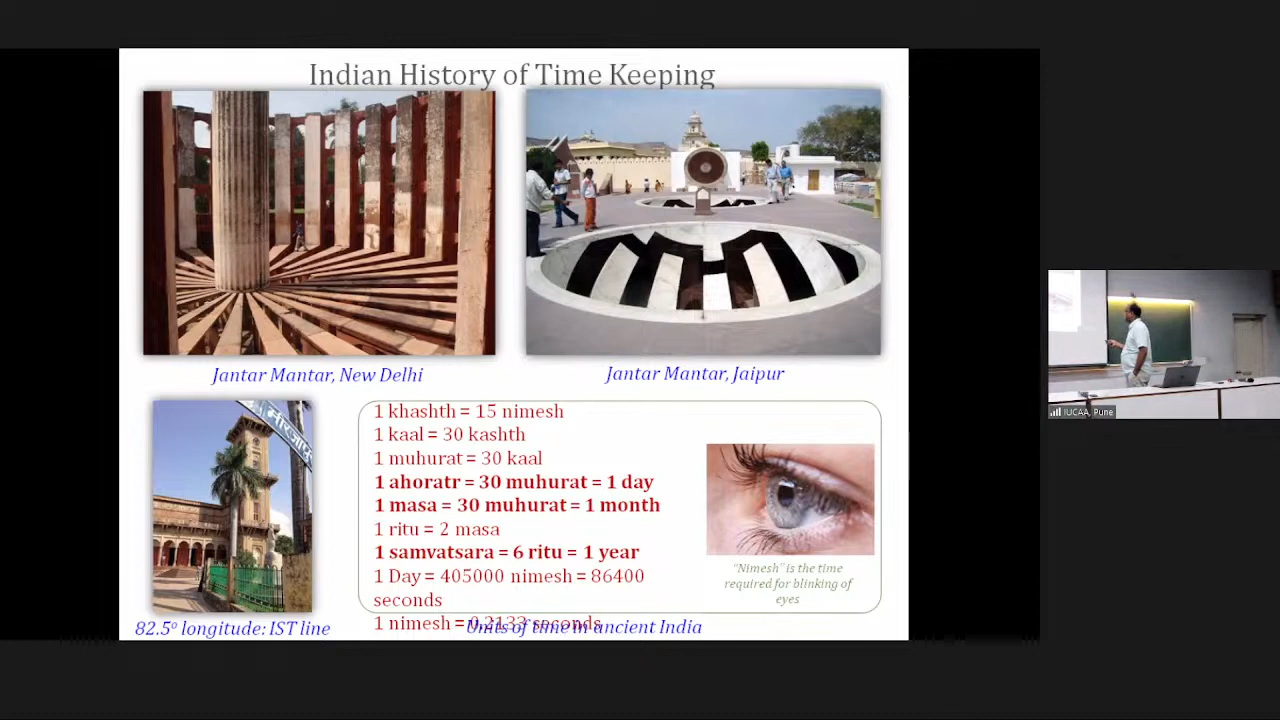 Indian History of Time Keeping
Jantar Mantar, New Delhi
Jantar Mantar, Jaipur
1 khashth = 15 nimesh
1 kaal = 30 kashth
1 muhurat = 30 kaal
1 ahoratr = 30 muhurat = 1 day
1 masa = 30 muhurat = 1 month
1 ritu = 2 masa
1 samvatsara = 6 ritu = 1 year
1 Day = 405000 nimesh = 86400
seconds
1 nimesh = 0.2133 seconds
"Nimesh" is the time
required for blinking of
eyes
82.5⁰ longitude: IST line
Units of time in ancient India
IUCAA, Pune